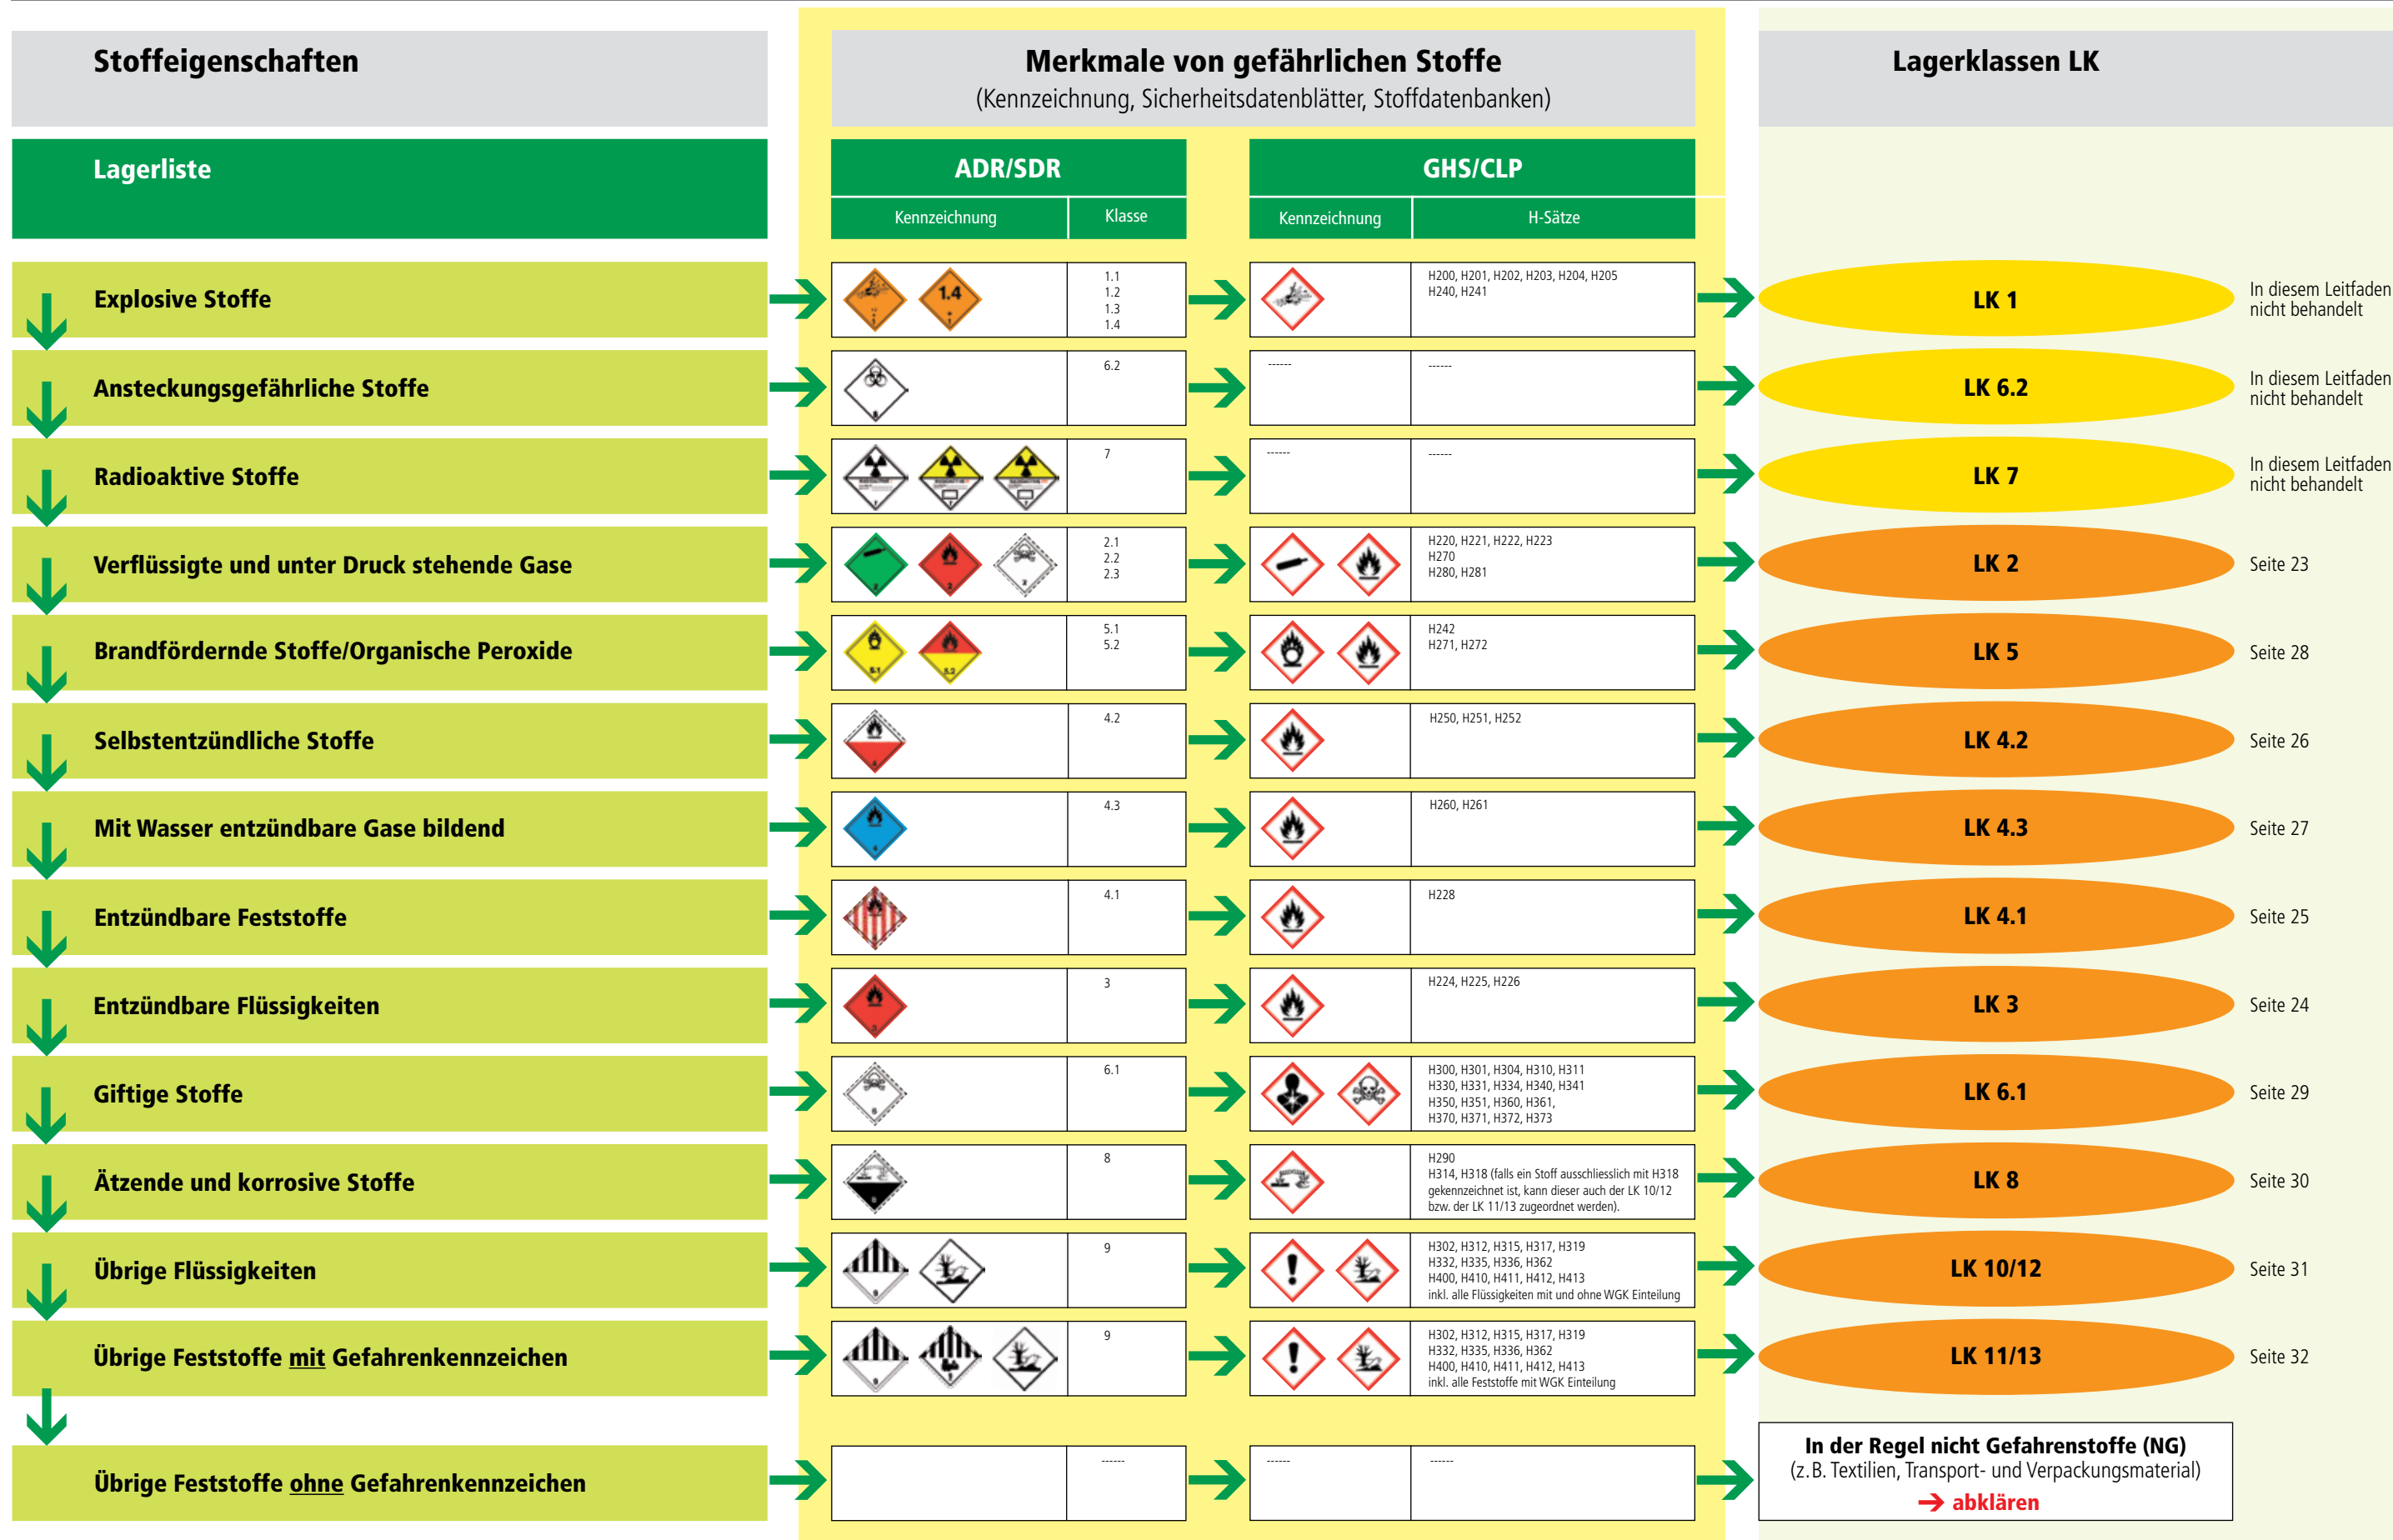 Stoffeigenschaften
Merkmale von gefährlichen Stoffe
(Kennzeichnung, Sicherheitsdatenblätter, Stoffdatenbanken)
Lagerklassen LK
Lagerliste
ADR/SDR
GHS/CLP
Kennzeichnung
Klasse
Kennzeichnung
H-Sätze
Explosive Stoffe
1.4
1.1
1.2
1.3
1.4
H200, H201, H202, H203, H204, H205
H240, H241
LK 1
In diesem Leitfaden
nicht behandelt
Ansteckungsgefährliche Stoffe
6.2
------
------
LK 6.2
In diesem Leitfaden
nicht behandelt
Radioaktive Stoffe
7
------
------
LK 7
In diesem Leitfaden
nicht behandelt
Verflüssigte und unter Druck stehende Gase
2.1
2.2
2.3
H220, H221, H222, H223
H270
H280, H281
LK 2
Seite 23
Brandfördernde Stoffe/Organische Peroxide
5.1
5.2
5.1
5.2
H242
H271, H272
LK 5
Seite 28
Selbstentzündliche Stoffe
4.2
H250, H251, H252
LK 4.2
Seite 26
Mit Wasser entzündbare Gase bildend
4.3
H260, H261
LK 4.3
Seite 27
Entzündbare Feststoffe
4.1
H228
LK 4.1
Seite 25
Entzündbare Flüssigkeiten
3
H224, H225, H226
LK 3
Seite 24
Giftige Stoffe
6.1
H300, H301, H304, H310, H311
H330, H331, H334, H340, H341
H350, H351, H360, H361,
H370, H371, H372, H373
LK 6.1
Seite 29
Ätzende und korrosive Stoffe
8
H290
H314, H318 (falls ein Stoff ausschliesslich mit H318
gekennzeichnet ist, kann dieser auch der LK 10/12
bzw. der LK 11/13 zugeordnet werden).
LK 8
Seite 30
Übrige Flüssigkeiten
9
H302, H312, H315, H317, H319
H332, H335, H336, H362
H400, H410, H411, H412, H413
inkl. alle Flüssigkeiten mit und ohne WGK Einteilung
LK 10/12
Seite 31
Übrige Feststoffe mit Gefahrenkennzeichen
9
H302, H312, H315, H317, H319
H332, H335, H336, H362
H400, H410, H411, H412, H413
inkl. alle Feststoffe mit WGK Einteilung
LK 11/13
Seite 32
Übrige Feststoffe ohne Gefahrenkennzeichen
------
------
------
In der Regel nicht Gefahrenstoffe (NG)
(z.B. Textilien, Transport- und Verpackungsmaterial)
→ abklären